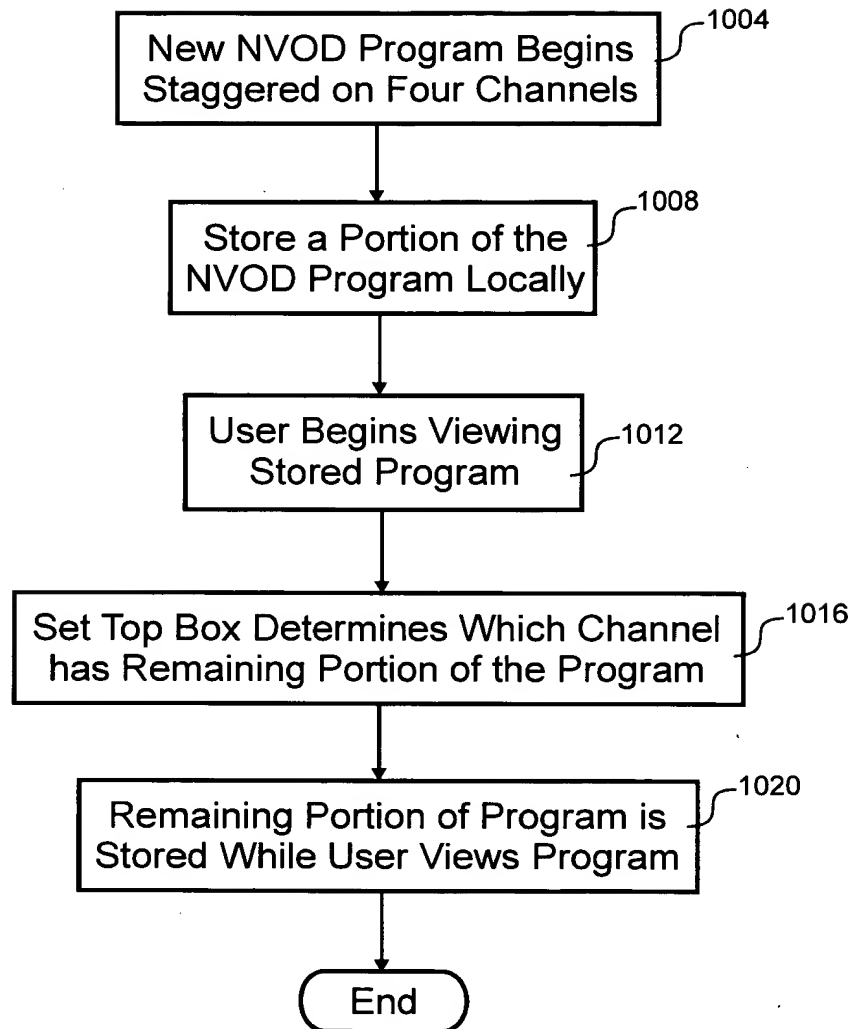 1004
New NVOD Program Begins
Staggered on Four Channels
1008
Store a Portion of the
NVOD Program Locally
User Begins Viewing
Stored Program
1012
Set Top Box Determines Which Channel
has Remaining Portion of the Program
1016
1020
Remaining Portion of Program is
Stored While User Views Program
End